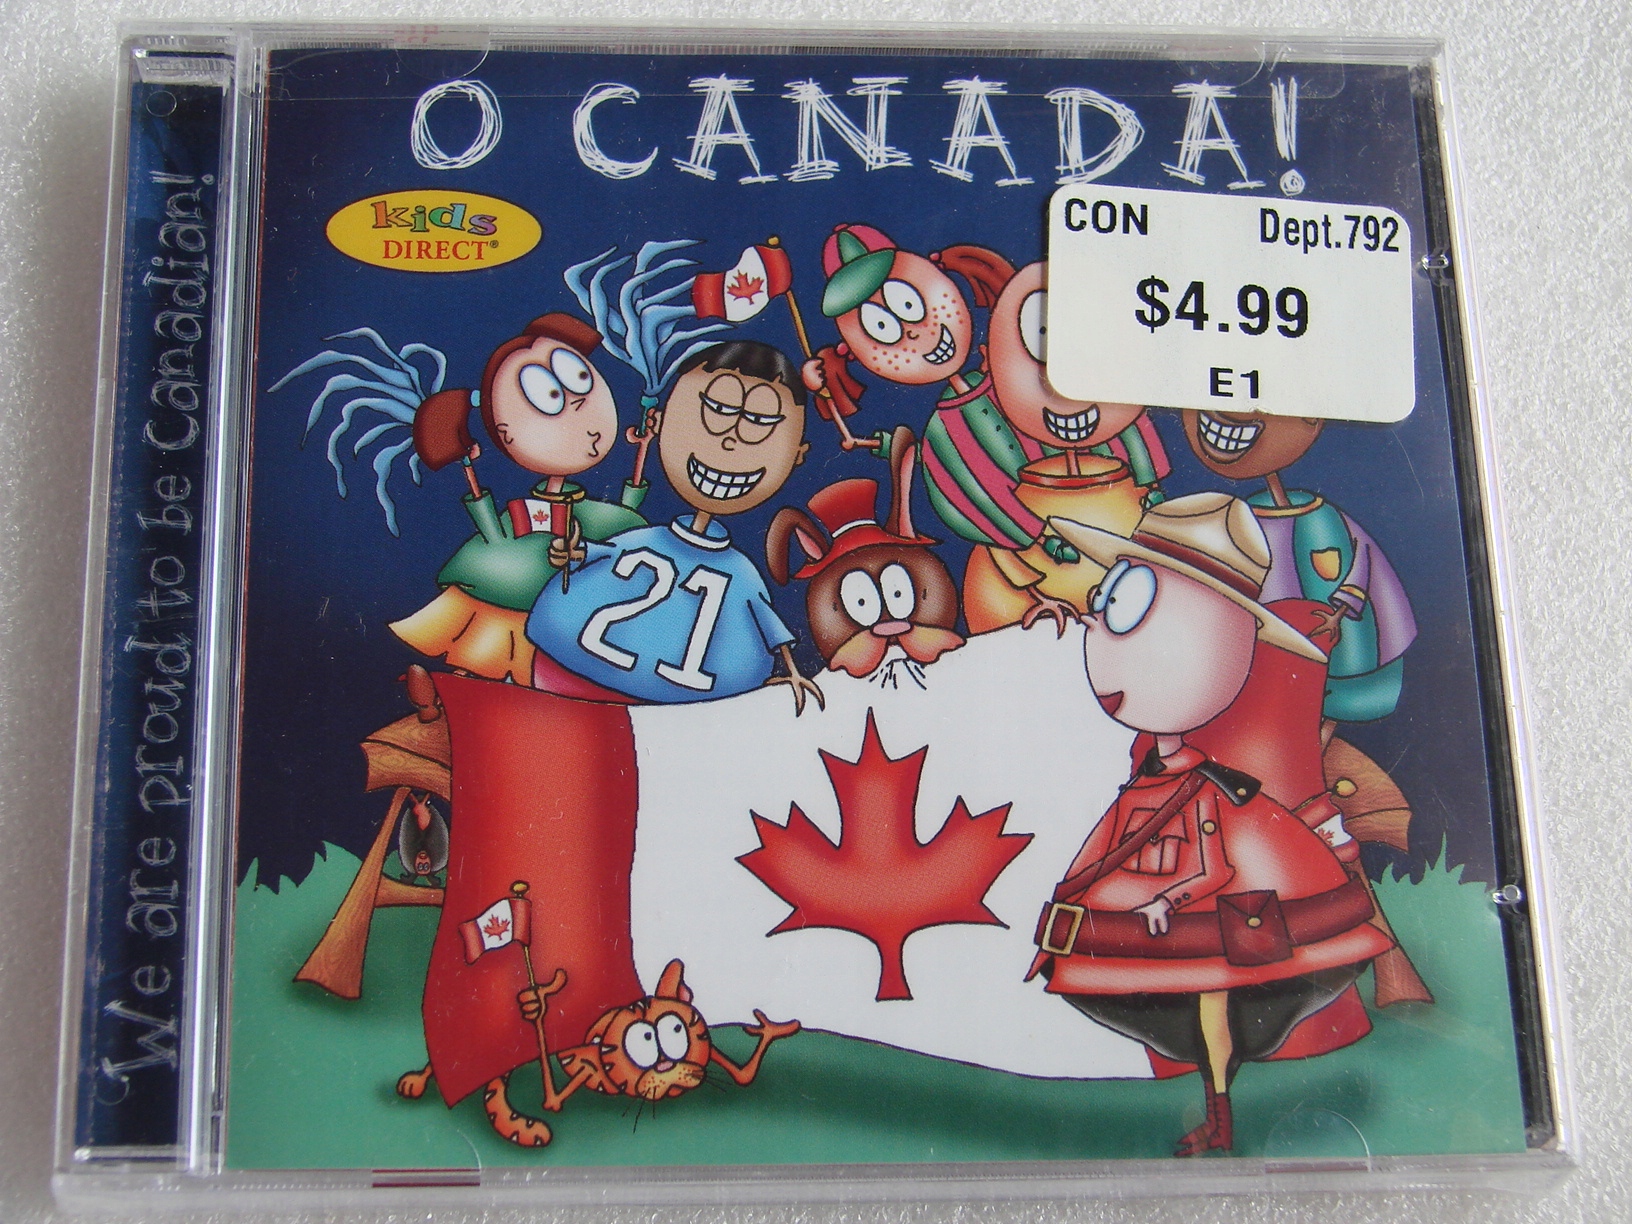 O CANADA!
kids
DIRECT®
CON Dept.792
$4.99
E1
21
"We are proud to be Canadian!